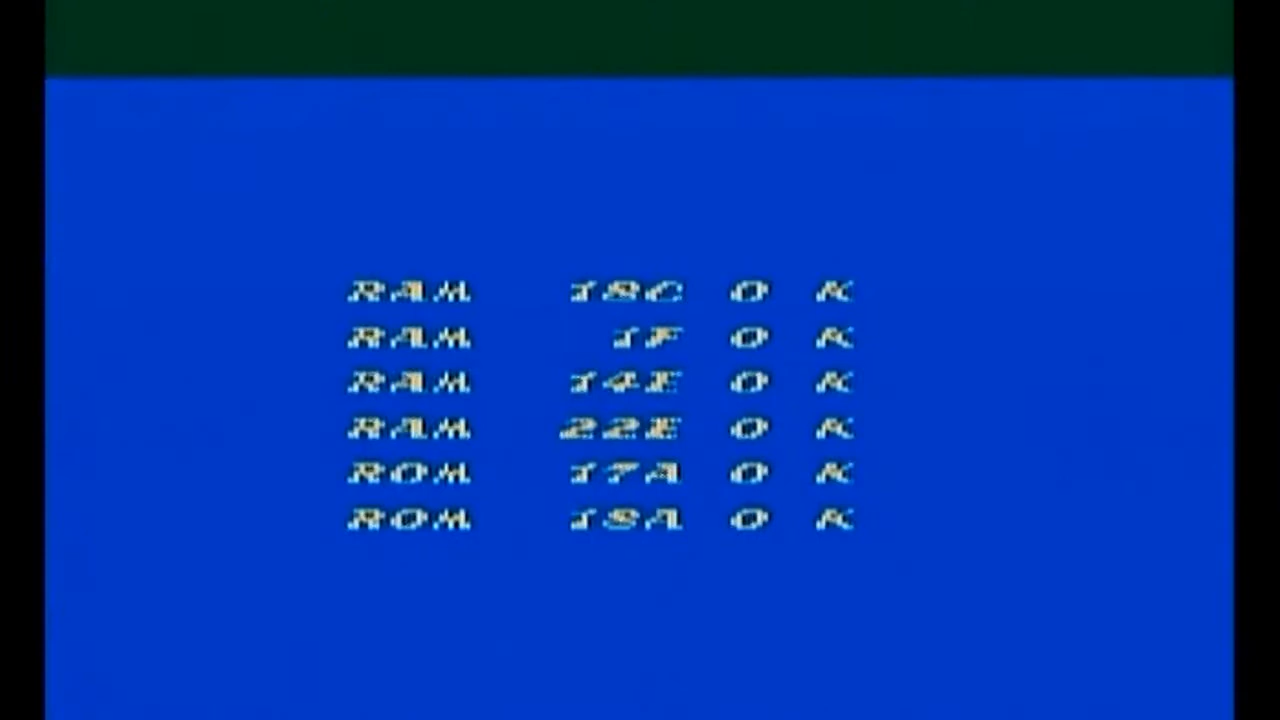 RAM 18C O K
RAM 1F O K
RAM 14E O K
RAM 22E O K
ROM 17A O K
ROM 18A O K